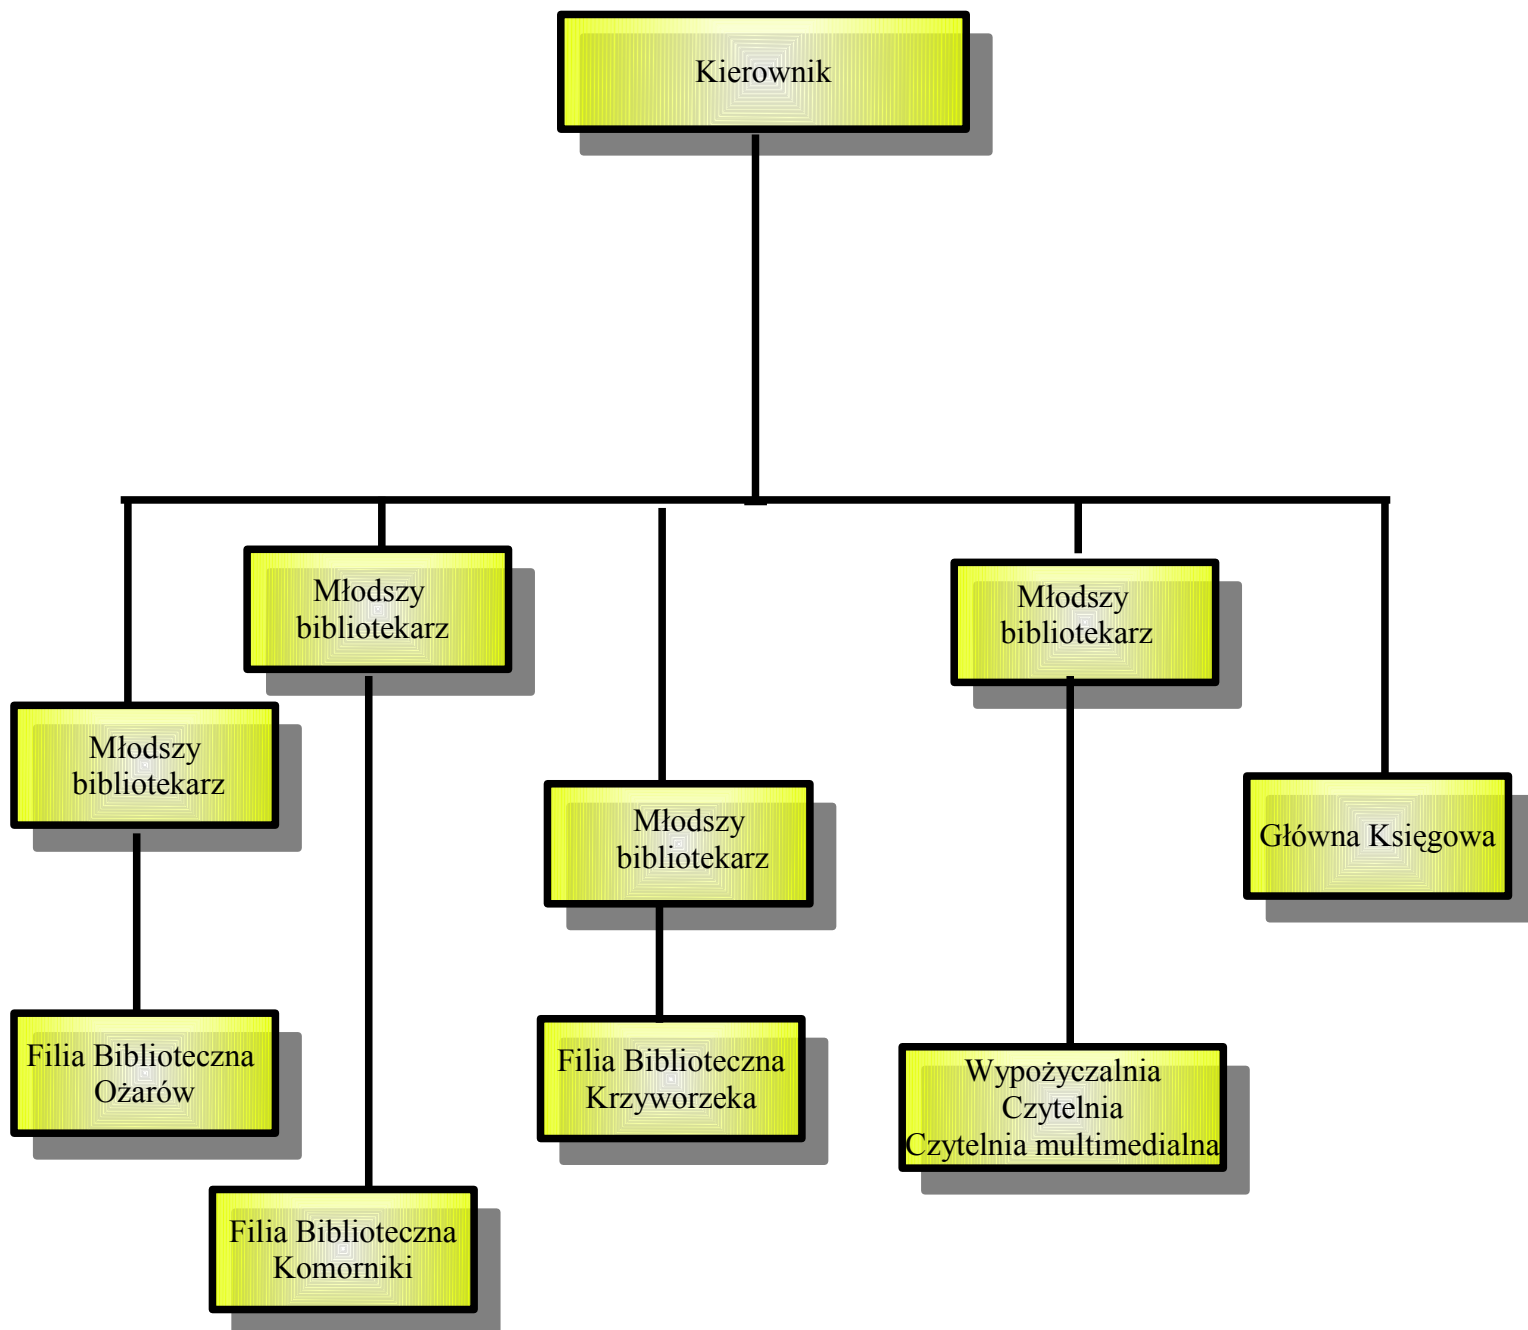 Kierownik
Młodszy
bibliotekarz
Młodszy
bibliotekarz
Młodszy
bibliotekarz
Młodszy
bibliotekarz
Główna Księgowa
Filia Biblioteczna
Ożarów
Filia Biblioteczna
Krzyworzeka
Wypożyczalnia
Czytelnia
Czytelnia multimedialna
Filia Biblioteczna
Komorniki